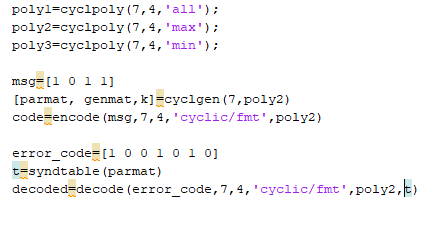 poly1=cyclpoly(7,4,'all');
poly2=cyclpoly(7,4,'max');
poly3=cyclpoly(7,4,'min');
msg=[1 0 1 1]
[parmat, genmat,k]=cyclgen(7,poly2)
code=encode(msg,7,4,'cyclic/fmt',poly2)
error_code=[1 0 0 1 0 1 0]
t=syndtable(parmat)
decoded=decode(error_code,7,4,'cyclic/fmt',poly2,t)